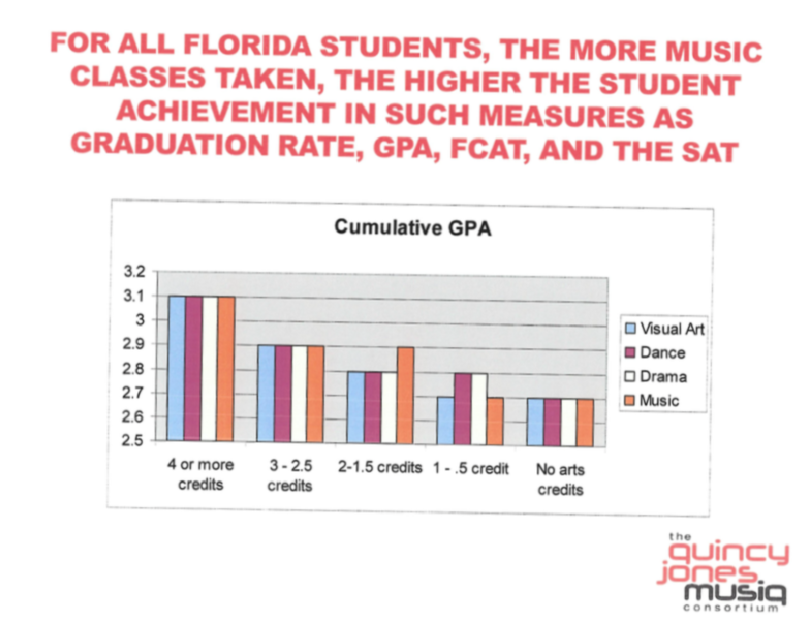 FOR ALL FLORIDA STUDENTS, THE MORE MUSIC
CLASSES TAKEN, THE HIGHER THE STUDENT
ACHIEVEMENT IN SUCH MEASURES AS
GRADUATION RATE, GPA, FCAT, AND THE SAT
Cumulative GPA
3.2
3.1
3
2.9
2.8
2.7
2.6
2.5
4 or more
credits
3 - 2.5
credits
2-1.5 credits
1 - .5 credit
No arts
credits
Visual Art
Dance
Drama
Music
the
quincy
jones
musiq
consortium